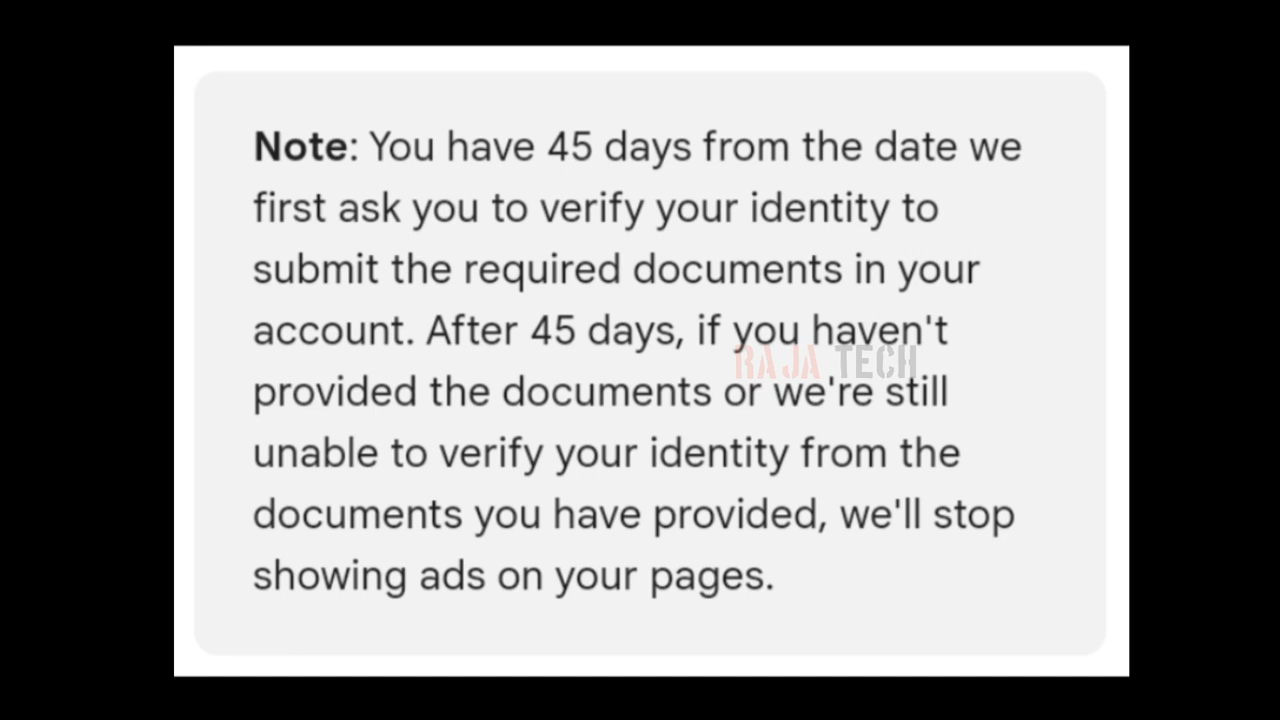 Note: You have 45 days from the date we
first ask you to verify your identity to
submit the required documents in your
account. After 45 days, if you haven't
RAJA TECH
provided the documents or we're still
unable to verify your identity from the
documents you have provided, we'll stop
showing ads on your pages.